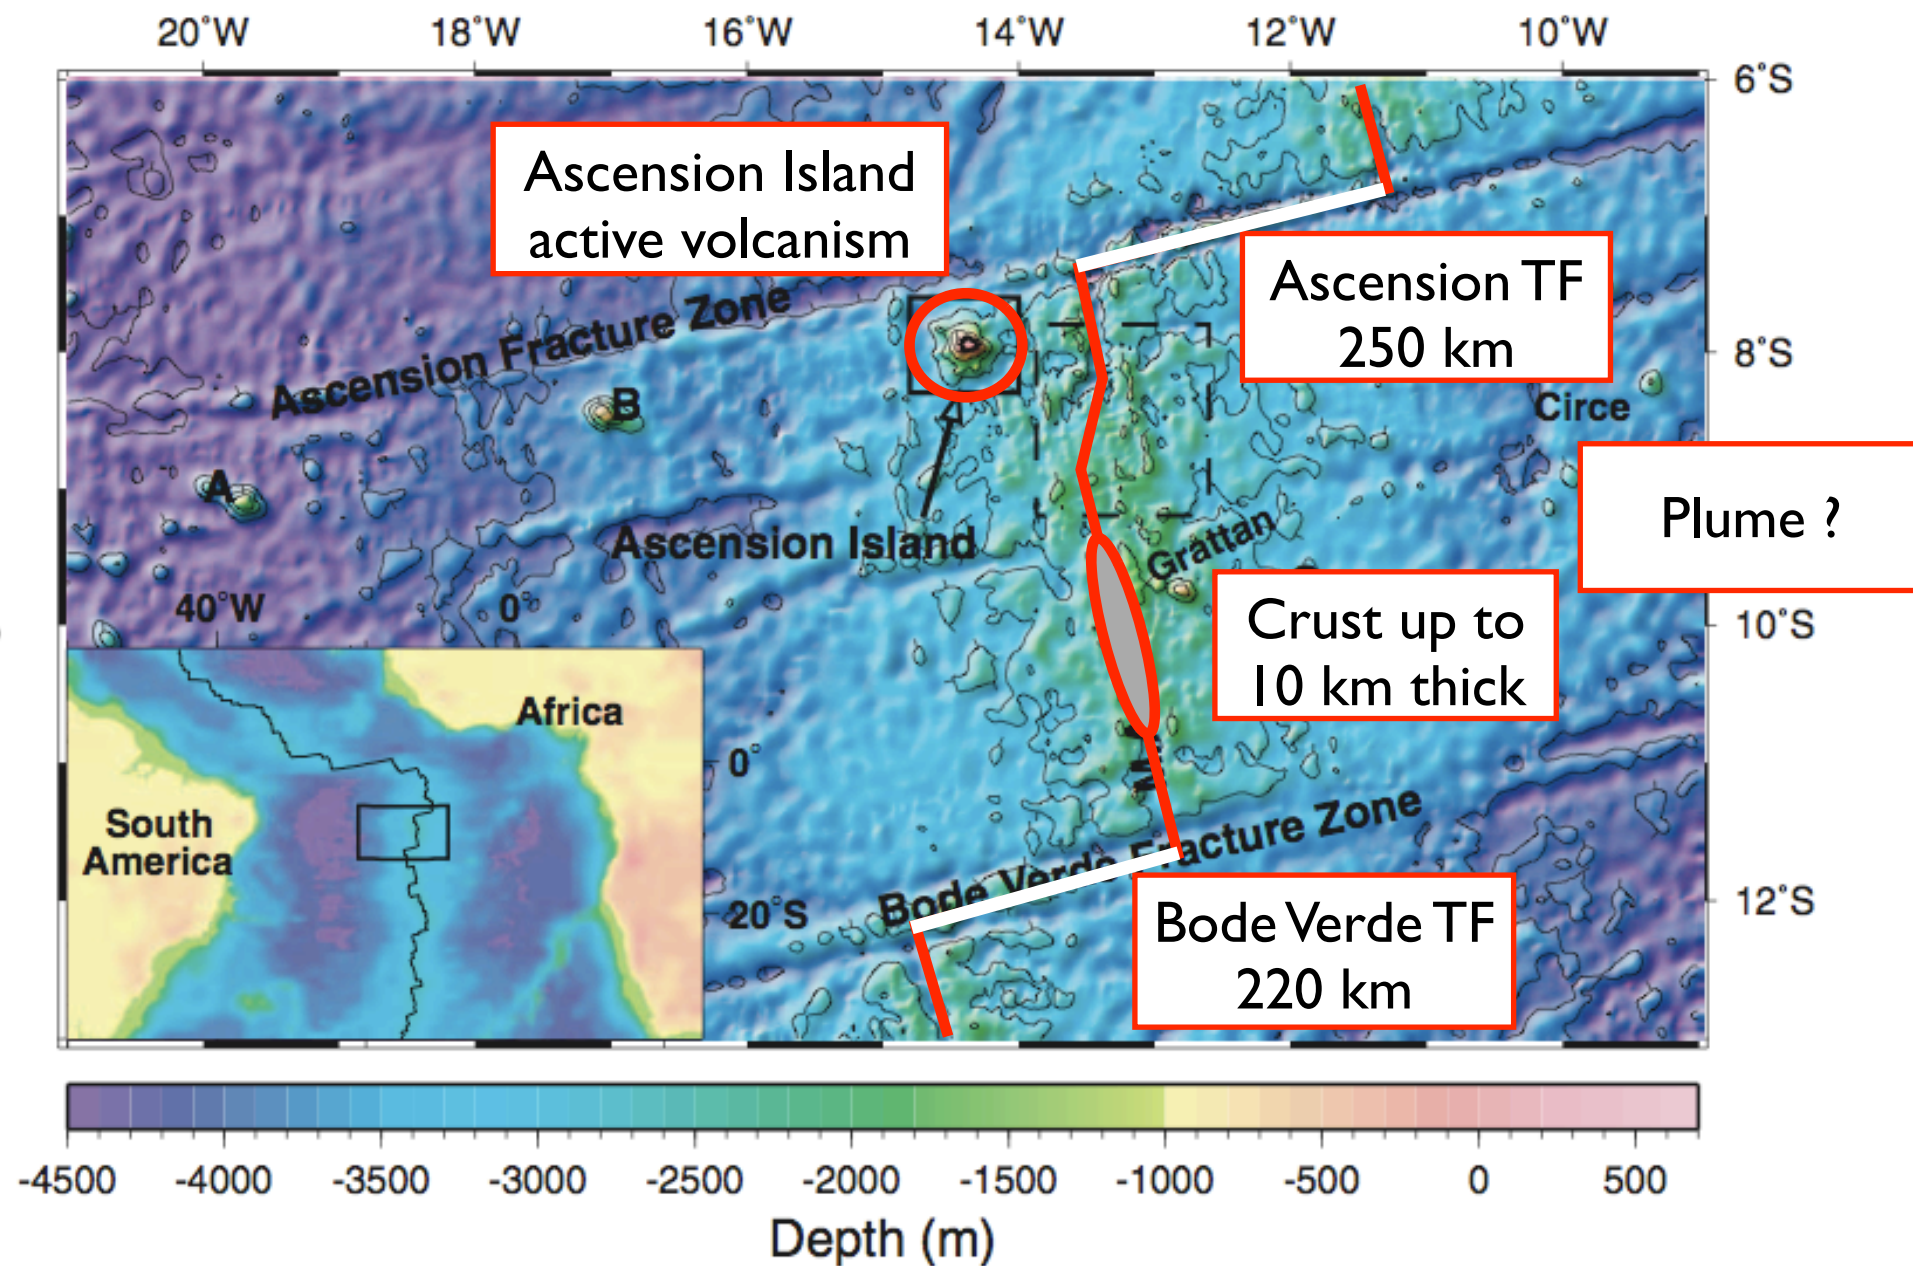 20°W 18°W 16°W 14°W 12°W 10°W
6°S
Ascension Island
active volcanism
Ascension TF
250 km
8°S
Ascension Fracture Zone
B
Circe
A
Plume ?
Ascension Island
Grattan
40°W 0°
Crust up to
10 km thick
10°S
Africa
0°
South
America
Bode Verde Fracture Zone
20°S
Bode Verde TF
220 km
12°S
-4500 -4000 -3500 -3000 -2500 -2000 -1500 -1000 -500 0 500
Depth (m)